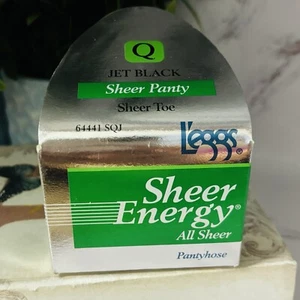 Q
JET BLACK
Sheer Panty
Sheer Toe
64441 SQJ
L'eggs®
Sheer
Energy®
All Sheer
Pantyhose